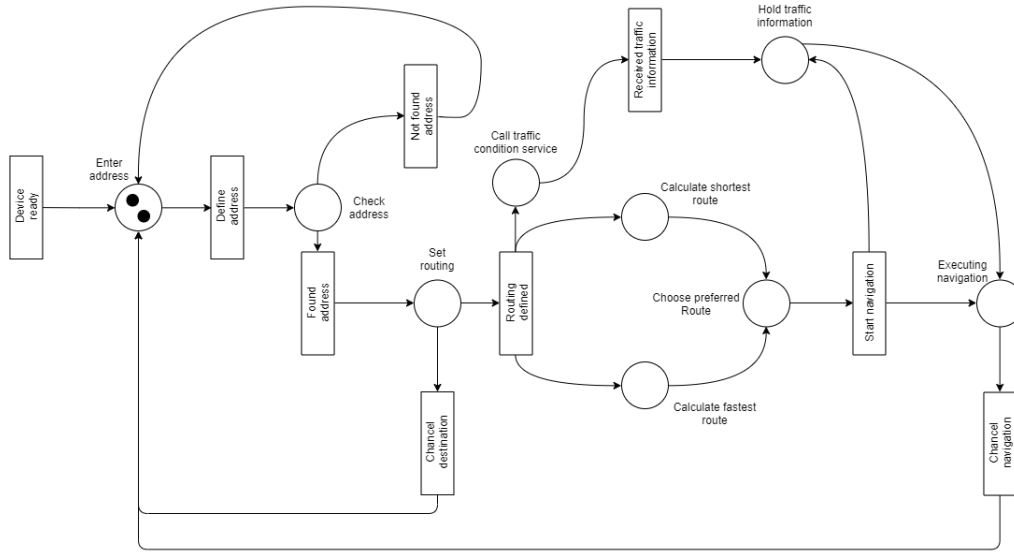 Hold traffic
information
Received traffic
information
Not found
address
Call traffic
condition service
Enter
address
Device
ready
Define
address
Check
address
Calculate shortest
route
Set
routing
Found
address
Routing
defined
Choose preferred
Route
Start navigation
Executing
navigation
Calculate fastest
route
Chancel
destination
Chancel
navigation